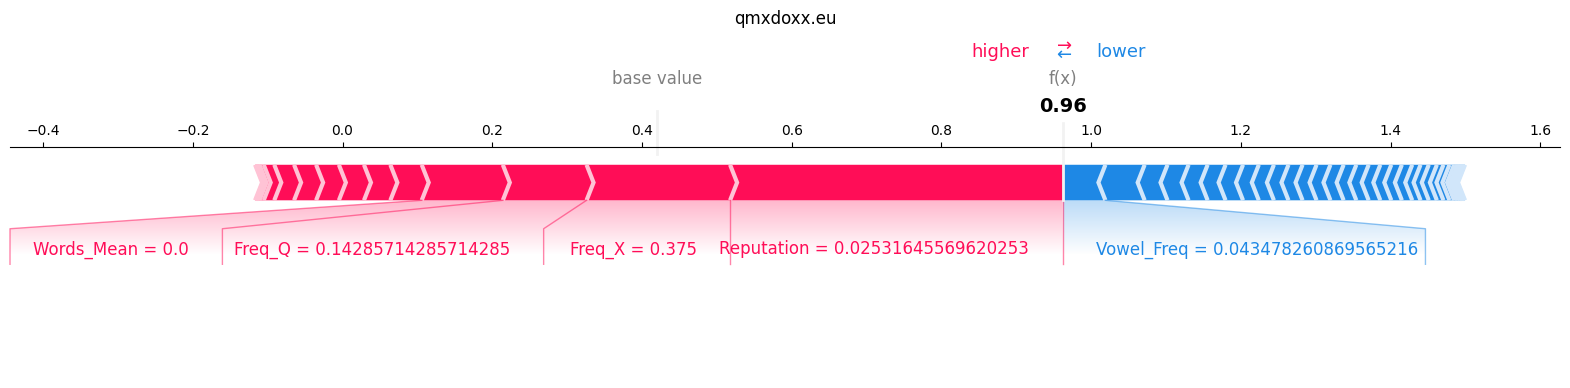 qmxdoxx.eu
higher ⇄ lower
base value f(x)
0.96
−0.4 −0.2 0.0 0.2 0.4 0.6 0.8 1.0 1.2 1.4 1.6
Words_Mean = 0.0 Freq_Q = 0.14285714285714285 Freq_X = 0.375 Reputation = 0.02531645569620253 Vowel_Freq = 0.043478260869565216